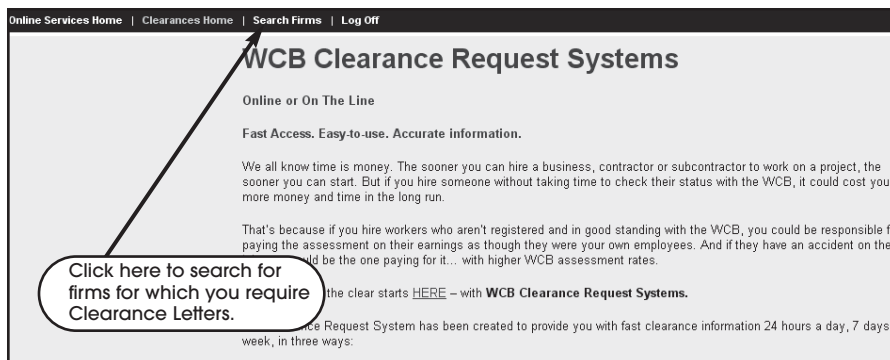 Online Services Home | Clearances Home | Search Firms | Log Off
WCB Clearance Request Systems
Online or On The Line
Fast Access. Easy-to-use. Accurate information.
We all know time is money. The sooner you can hire a business, contractor or subcontractor to work on a project, the
sooner you can start. But if you hire someone without taking time to check their status with the WCB, it could cost you
more money and time in the long run.
That's because if you hire workers who aren't registered and in good standing with the WCB, you could be responsible
paying the assessment on their earnings as though they were your own employees. And if they have an accident on the
be the one paying for it... with higher WCB assessment rates.
the clear starts HERE – with WCB Clearance Request Systems.
Request System has been created to provide you with fast clearance information 24 hours a day, 7 days
week, in three ways:
Click here to search for
firms for which you require
Clearance Letters.